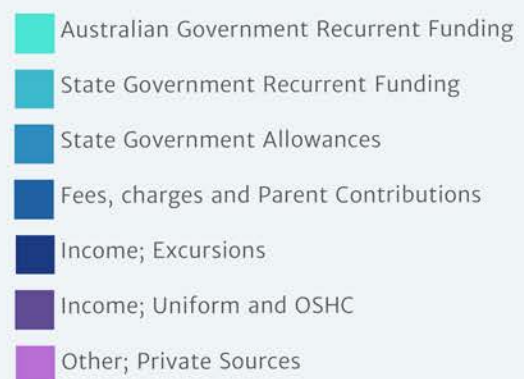 Australian Government Recurrent Funding
State Government Recurrent Funding
State Government Allowances
Fees, charges and Parent Contributions
Income; Excursions
Income; Uniform and OSHC
Other; Private Sources